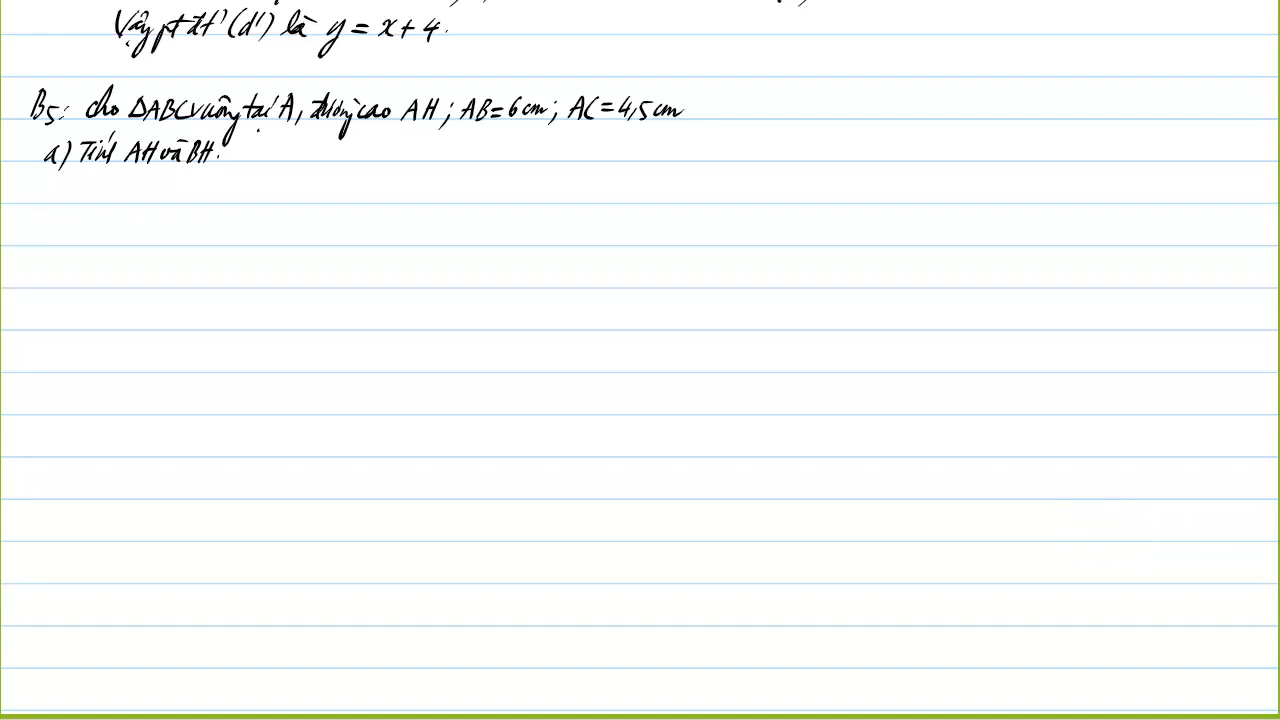 Vậy pt đt (d') là y = x + 4.
B5: Cho ΔABC vuông tại A, đường cao AH; AB = 6cm; AC = 4,5cm
a) Tính AH và BH.